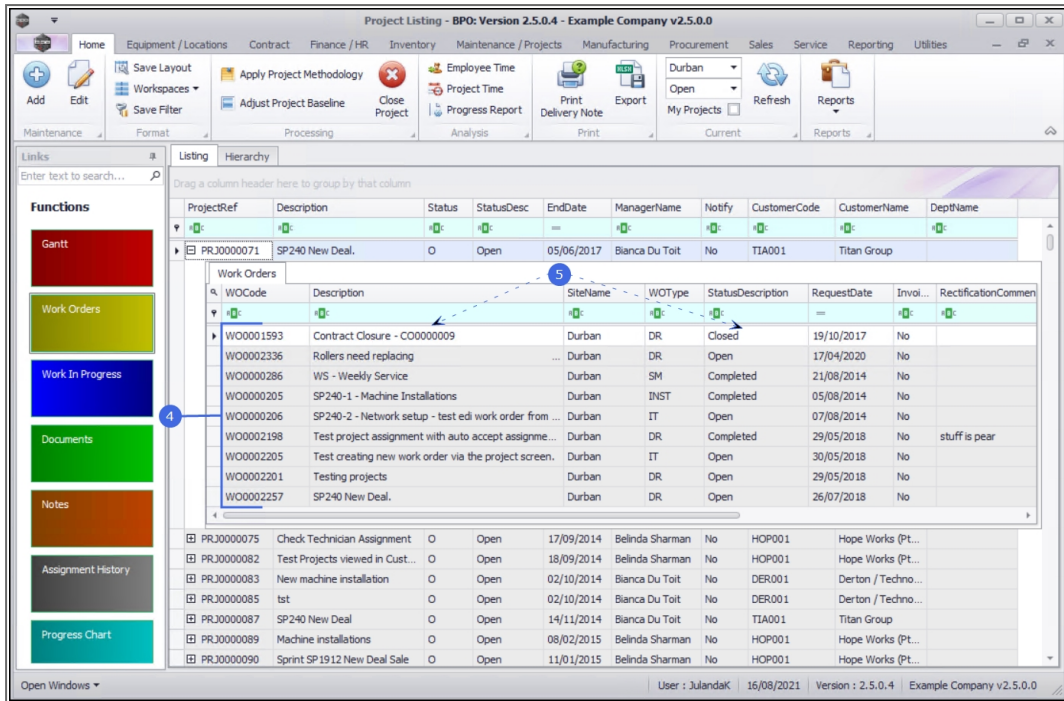 Project Listing - BPO: Version 2.5.0.4 - Example Company v2.5.0.0
Home Equipment / Locations Contract Finance / HR Inventory Maintenance / Projects Manufacturing Procurement Sales Service Reporting Utilities
Add
Edit
Maintenance
Save Layout
Workspaces
Save Filter
Format
Apply Project Methodology
Adjust Project Baseline
Close Project
Processing
Employee Time
Project Time
Progress Report
Analysis
Print Delivery Note
Export
Print
Durban
Open
My Projects
Refresh
Current
Reports
Reports
Links
Enter text to search...
Functions
Gantt
Work Orders
Work In Progress
Documents
Notes
Assignment History
Progress Chart
Listing Hierarchy
Drag a column header here to group by that column
ProjectRef Description Status StatusDesc EndDate ManagerName Notify CustomerCode CustomerName DeptName
PRJ0000071 SP240 New Deal. O Open 05/06/2017 Bianca Du Toit No TIA001 Titan Group
Work Orders
5
WOCode Description SiteName WOType StatusDescription RequestDate Invoi... RectificationCommen
WO0001593 Contract Closure - CO0000009 Durban DR Closed 19/10/2017 No
WO0002336 Rollers need replacing ... Durban DR Open 17/04/2020 No
WO0000286 WS - Weekly Service Durban SM Completed 21/08/2014 No
WO0000205 SP240-1 - Machine Installations Durban INST Completed 05/08/2014 No
4
WO0000206 SP240-2 - Network setup - test edi work order from ... Durban IT Open 07/08/2014 No
WO0002198 Test project assignment with auto accept assignme... Durban DR Completed 29/05/2018 No stuff is pear
WO0002205 Test creating new work order via the project screen. Durban IT Open 30/05/2018 No
WO0002201 Testing projects Durban DR Open 29/05/2018 No
WO0002257 SP240 New Deal. Durban DR Open 26/07/2018 No
PRJ0000075 Check Technician Assignment O Open 17/09/2014 Belinda Sharman No HOP001 Hope Works (Pt...
PRJ0000082 Test Projects viewed in Cust... O Open 18/09/2014 Belinda Sharman No HOP001 Hope Works (Pt...
PRJ0000083 New machine installation O Open 02/10/2014 Bianca Du Toit No DER001 Derton / Techno...
PRJ0000085 tst O Open 02/10/2014 Bianca Du Toit No DER001 Derton / Techno...
PRJ0000087 SP240 New Deal O Open 14/11/2014 Bianca Du Toit No TIA001 Titan Group
PRJ0000089 Machine installations O Open 08/02/2015 Belinda Sharman No HOP001 Hope Works (Pt...
PRJ0000090 Sprint SP1912 New Deal Sale O Open 11/01/2015 Belinda Sharman No HOP001 Hope Works (Pt...
Open Windows
User : JulandaK 16/08/2021 Version : 2.5.0.4 Example Company v2.5.0.0